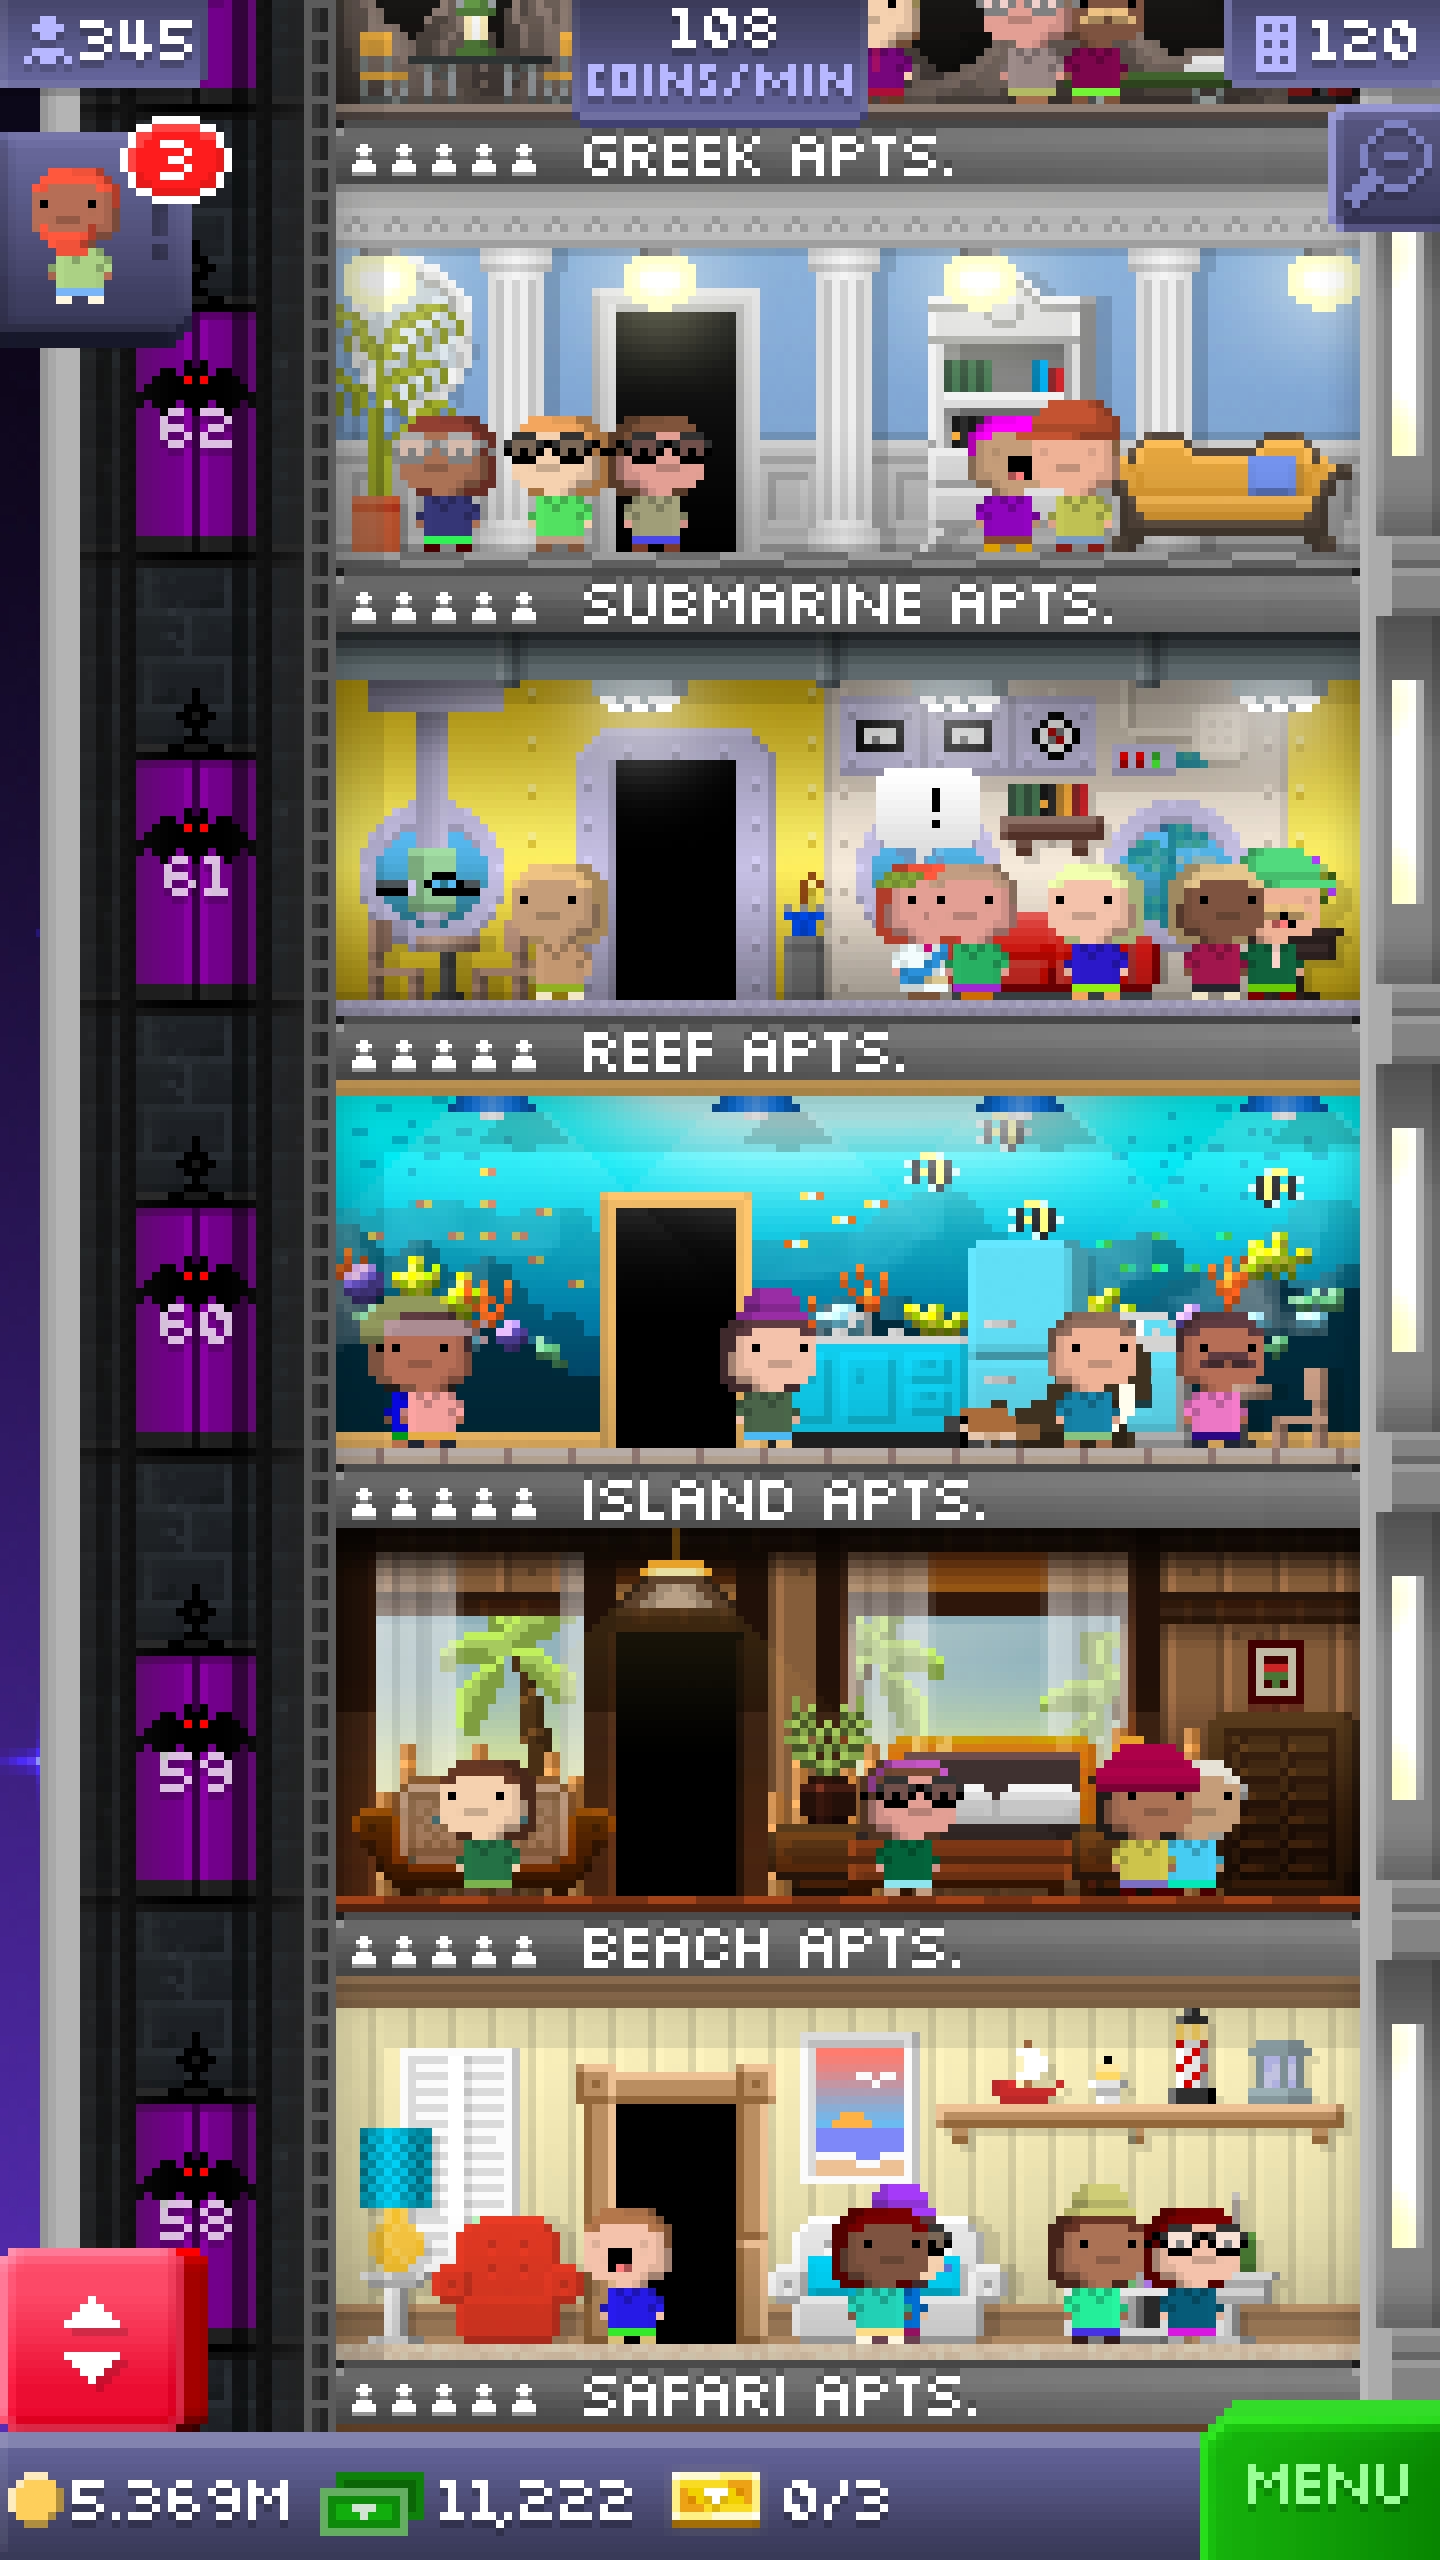 345
108
COINS/MIN
120
3
GREEK APTS.
62
SUBMARINE APTS.
!
61
REEF APTS.
60
ISLAND APTS.
59
BEACH APTS.
58
SAFARI APTS.
MENU
5.369M
11,222
0/3